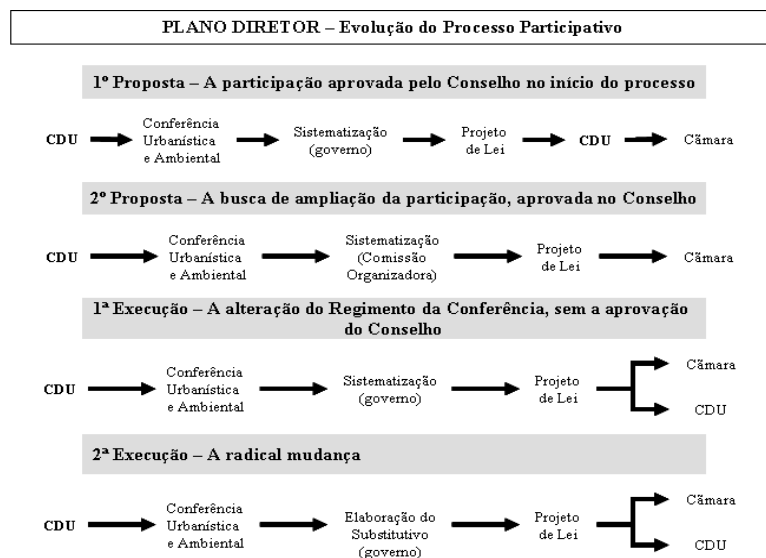 PLANO DIRETOR – Evolução do Processo Participativo
1º Proposta – A participação aprovada pelo Conselho no início do processo
CDU
Conferência
Urbanística
e Ambiental
Sistematização
(governo)
Projeto
de Lei
CDU
Cãmara
2º Proposta – A busca de ampliação da participação, aprovada no Conselho
CDU
Conferência
Urbanística
e Ambiental
Sistematização
(Comissão
Organizadora)
Projeto
de Lei
Cãmara
1ª Execução – A alteração do Regimento da Conferência, sem a aprovação
do Conselho
CDU
Conferência
Urbanística
e Ambiental
Sistematização
(governo)
Projeto
de Lei
Cãmara
CDU
2ª Execução – A radical mudança
CDU
Conferência
Urbanística
e Ambiental
Elaboração do
Substitutivo
(governo)
Projeto
de Lei
Cãmara
CDU